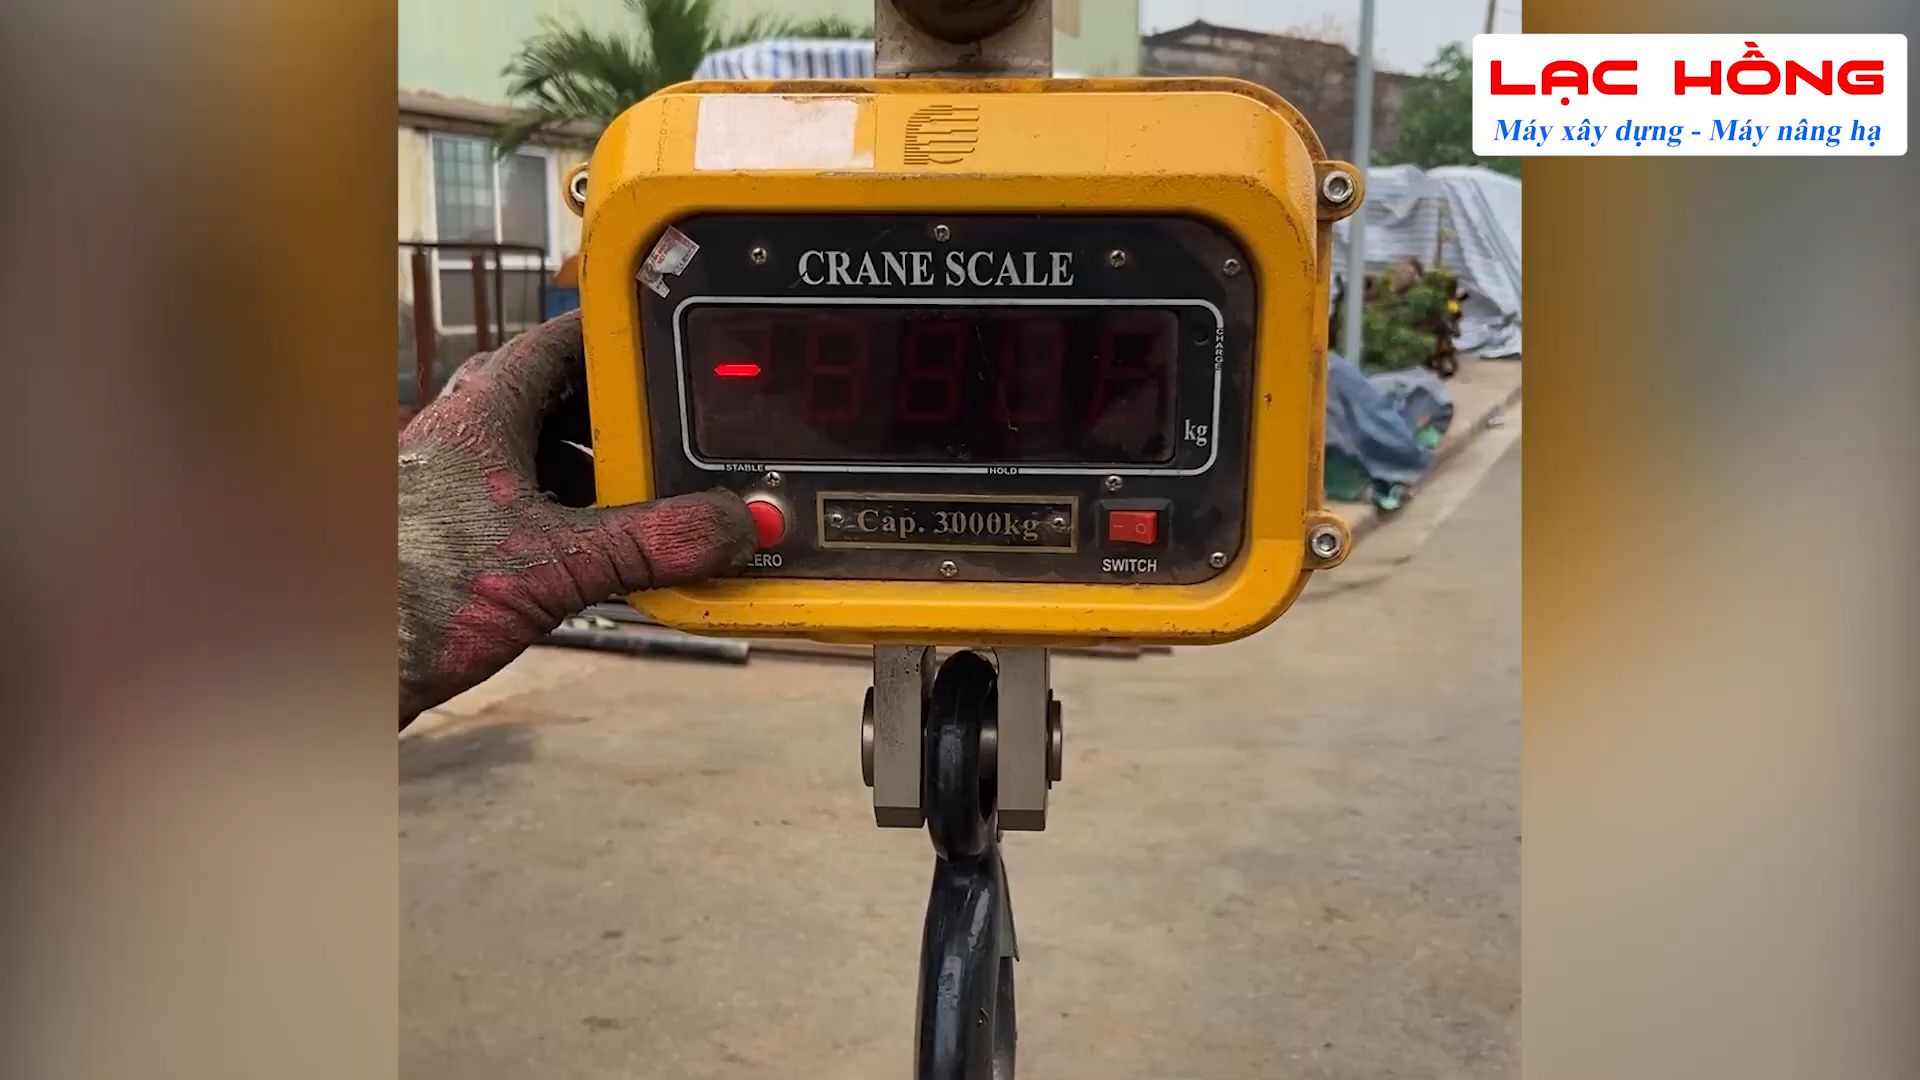 LẠC HỒNG
Máy xây dựng - Máy nâng hạ
CRANE SCALE
CHARGE
kg
STABLE
HOLD
Cap. 3000kg
ZERO
SWITCH